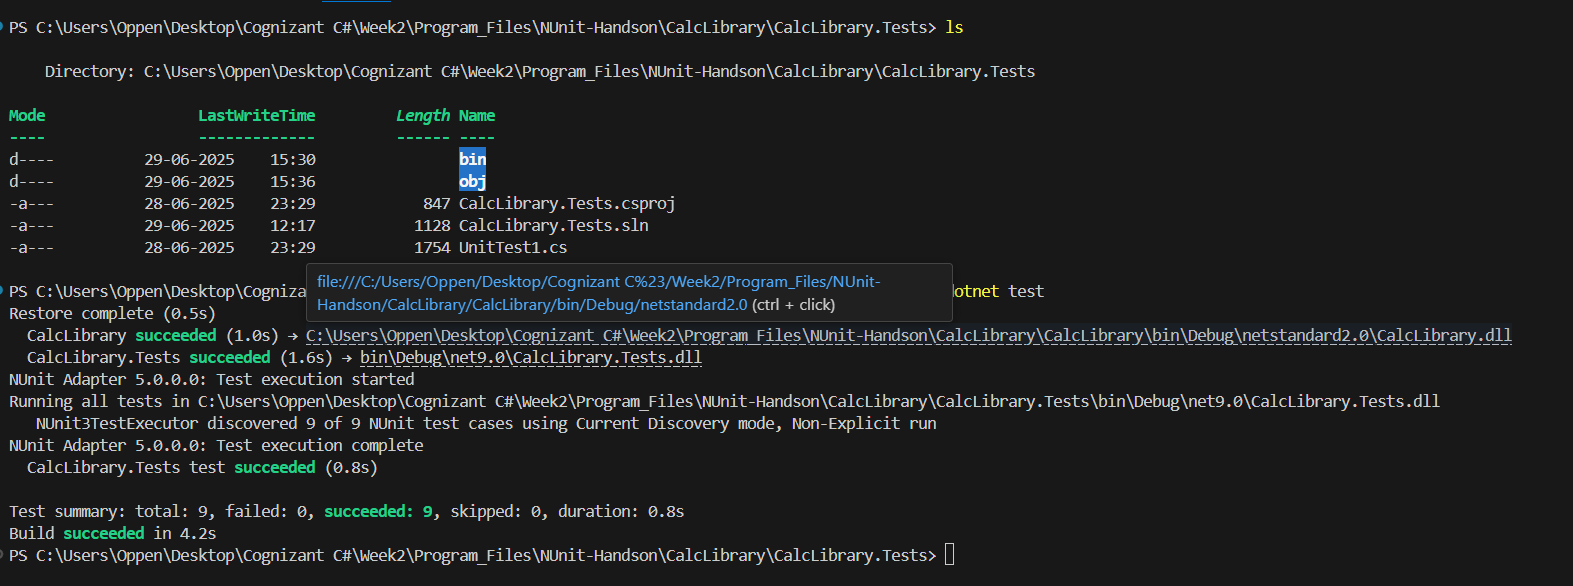 PS C:\Users\Oppen\Desktop\Cognizant C#\Week2\Program_Files\NUnit-Handson\CalcLibrary\CalcLibrary.Tests> ls
Directory: C:\Users\Oppen\Desktop\Cognizant C#\Week2\Program_Files\NUnit-Handson\CalcLibrary\CalcLibrary.Tests
Mode LastWriteTime Length Name
---- ------------- ------ ----
d---- 29-06-2025 15:30 bin
d---- 29-06-2025 15:36 obj
-a--- 28-06-2025 23:29 847 CalcLibrary.Tests.csproj
-a--- 29-06-2025 12:17 1128 CalcLibrary.Tests.sln
-a--- 28-06-2025 23:29 1754 UnitTest1.cs
file:///C:/Users/Oppen/Desktop/Cognizant C%23/Week2/Program_Files/NUnit-
Handson/CalcLibrary/CalcLibrary/bin/Debug/netstandard2.0 (ctrl + click)
PS C:\Users\Oppen\Desktop\Cogniza otnet test
Restore complete (0.5s)
CalcLibrary succeeded (1.0s) → C:\Users\Oppen\Desktop\Cognizant C#\Week2\Program_Files\NUnit-Handson\CalcLibrary\CalcLibrary\bin\Debug\netstandard2.0\CalcLibrary.dll
CalcLibrary.Tests succeeded (1.6s) → bin\Debug\net9.0\CalcLibrary.Tests.dll
NUnit Adapter 5.0.0.0: Test execution started
Running all tests in C:\Users\Oppen\Desktop\Cognizant C#\Week2\Program_Files\NUnit-Handson\CalcLibrary\CalcLibrary.Tests\bin\Debug\net9.0\CalcLibrary.Tests.dll
NUnit3TestExecutor discovered 9 of 9 NUnit test cases using Current Discovery mode, Non-Explicit run
NUnit Adapter 5.0.0.0: Test execution complete
CalcLibrary.Tests test succeeded (0.8s)
Test summary: total: 9, failed: 0, succeeded: 9, skipped: 0, duration: 0.8s
Build succeeded in 4.2s
PS C:\Users\Oppen\Desktop\Cognizant C#\Week2\Program_Files\NUnit-Handson\CalcLibrary\CalcLibrary.Tests>